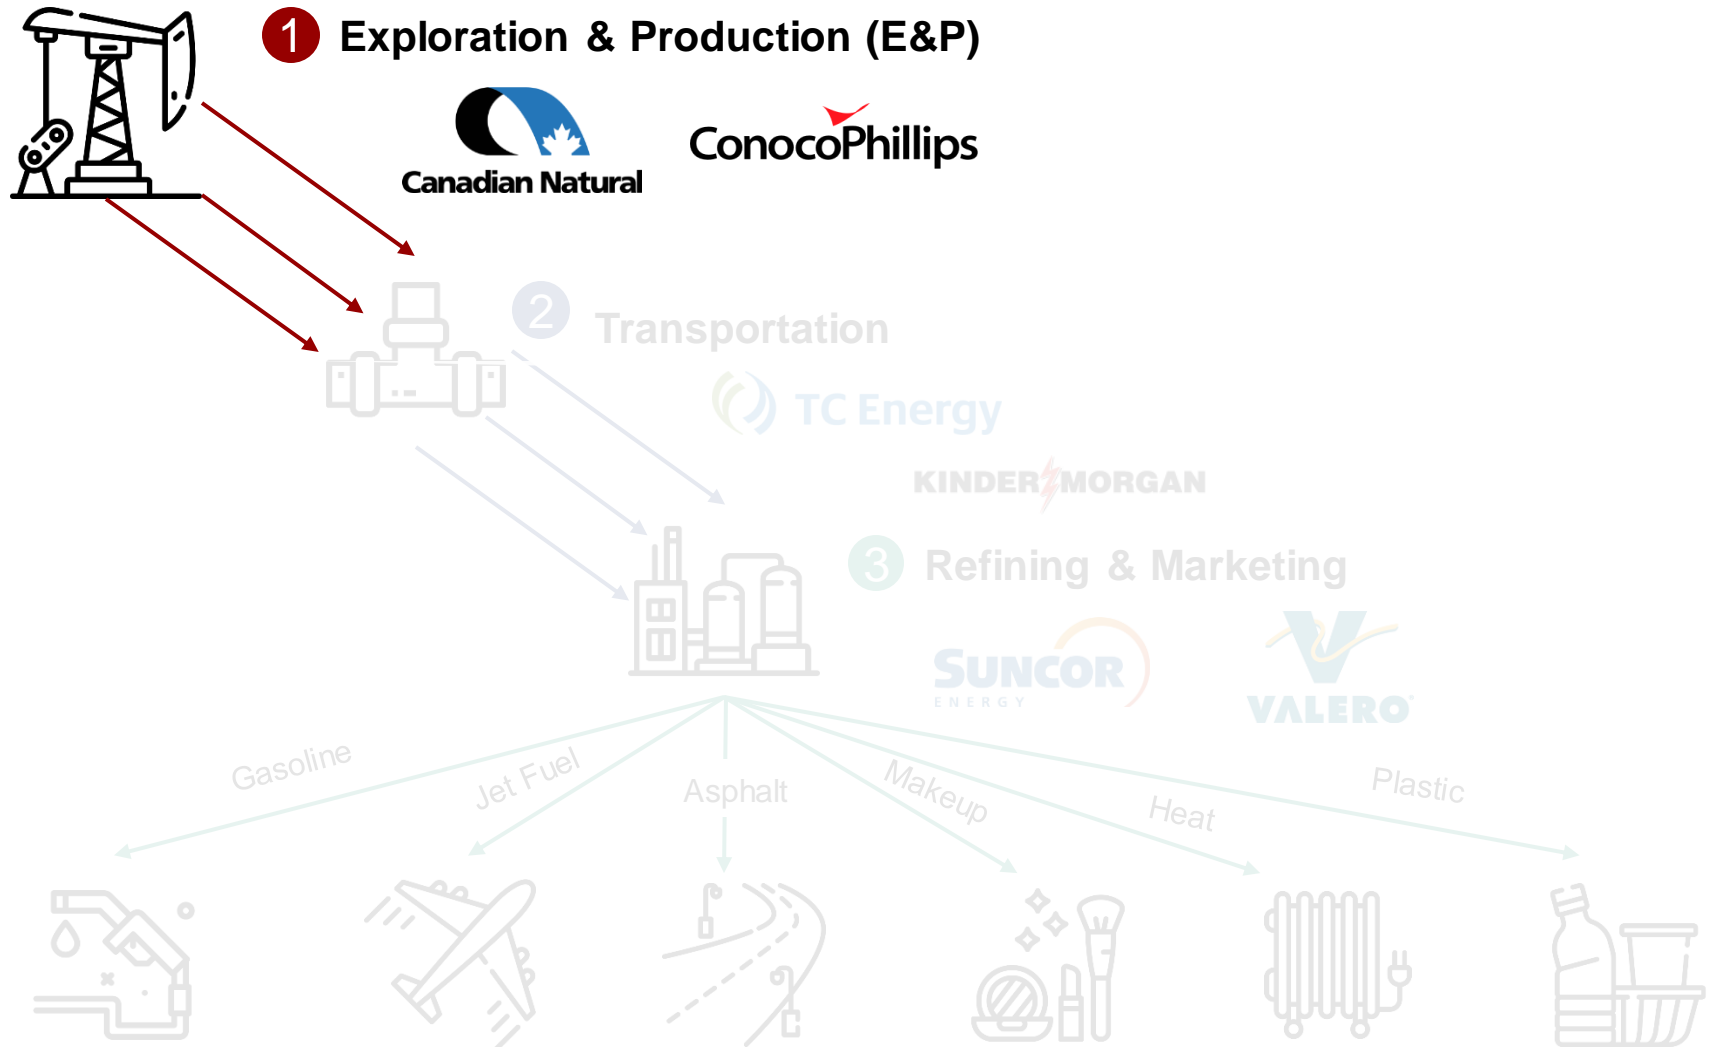 1 Exploration & Production (E&P)
Canadian Natural
ConocoPhillips
2 Transportation
TC Energy
KINDER MORGAN
3 Refining & Marketing
SUNCOR
ENERGY
VALERO
Gasoline
Jet Fuel
Asphalt
Makeup
Heat
Plastic